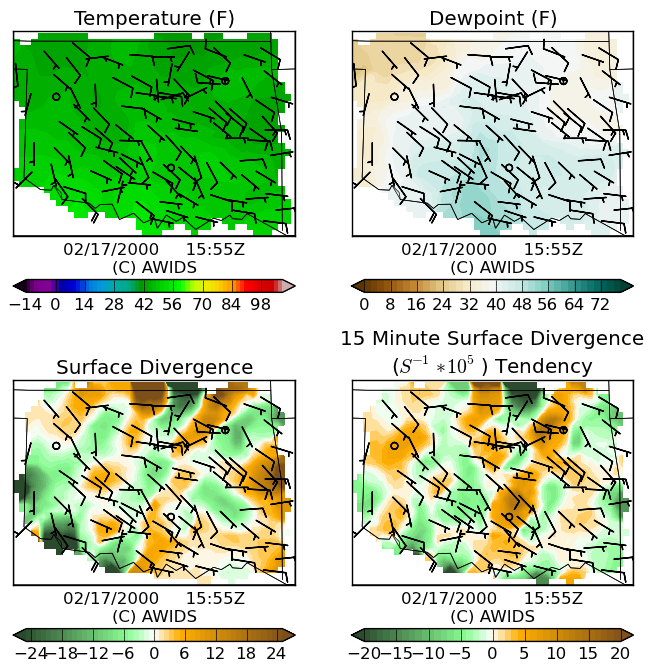 Temperature (F)
Dewpoint (F)
02/17/2000 15:55Z
(C) AWIDS
02/17/2000 15:55Z
(C) AWIDS
−14 0 14 28 42 56 70 84 98
0 8 16 24 32 40 48 56 64 72
Surface Divergence
15 Minute Surface Divergence
(S⁻¹ *10⁵ ) Tendency
02/17/2000 15:55Z
(C) AWIDS
02/17/2000 15:55Z
(C) AWIDS
−24 −18 −12 −6 0 6 12 18 24
−20 −15 −10 −5 0 5 10 15 20